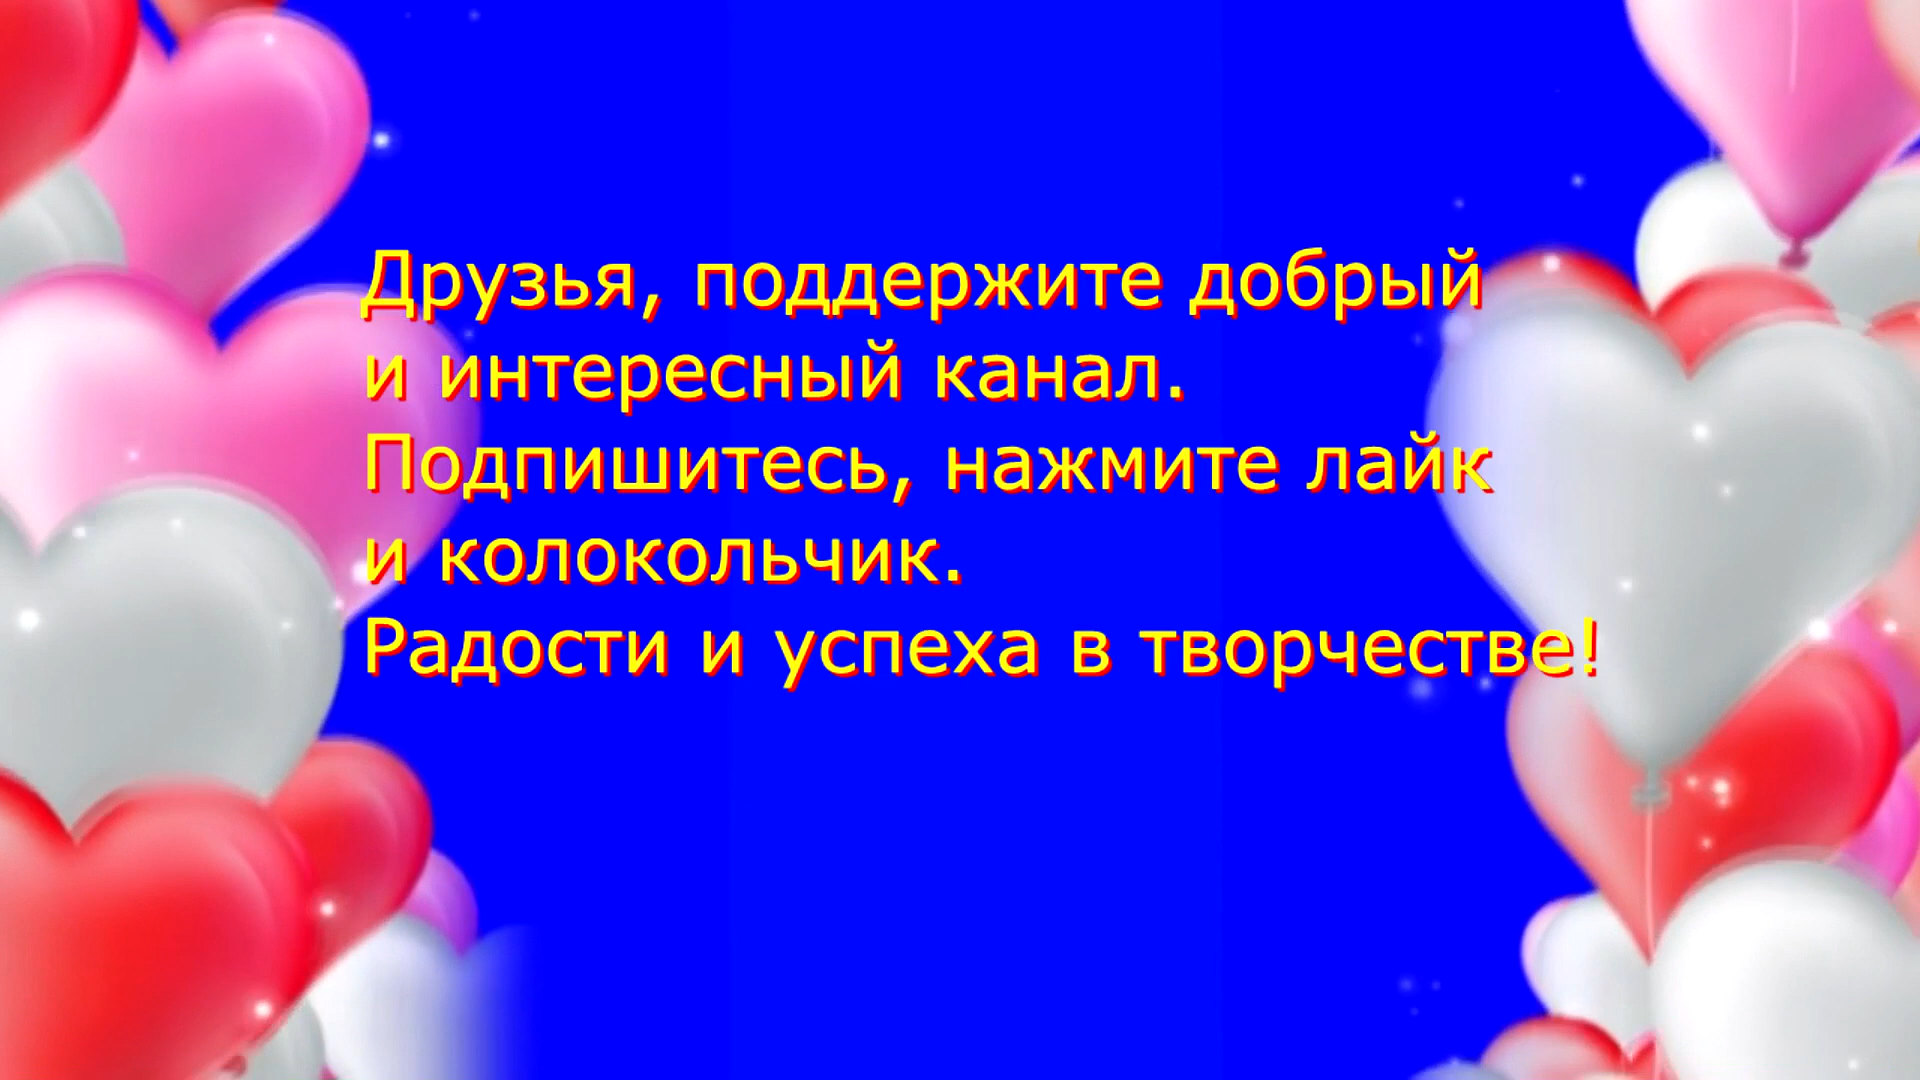 Друзья, поддержите добрый
и интересный канал.
Подпишитесь, нажмите лайк
и колокольчик.
Радости и успеха в творчестве!